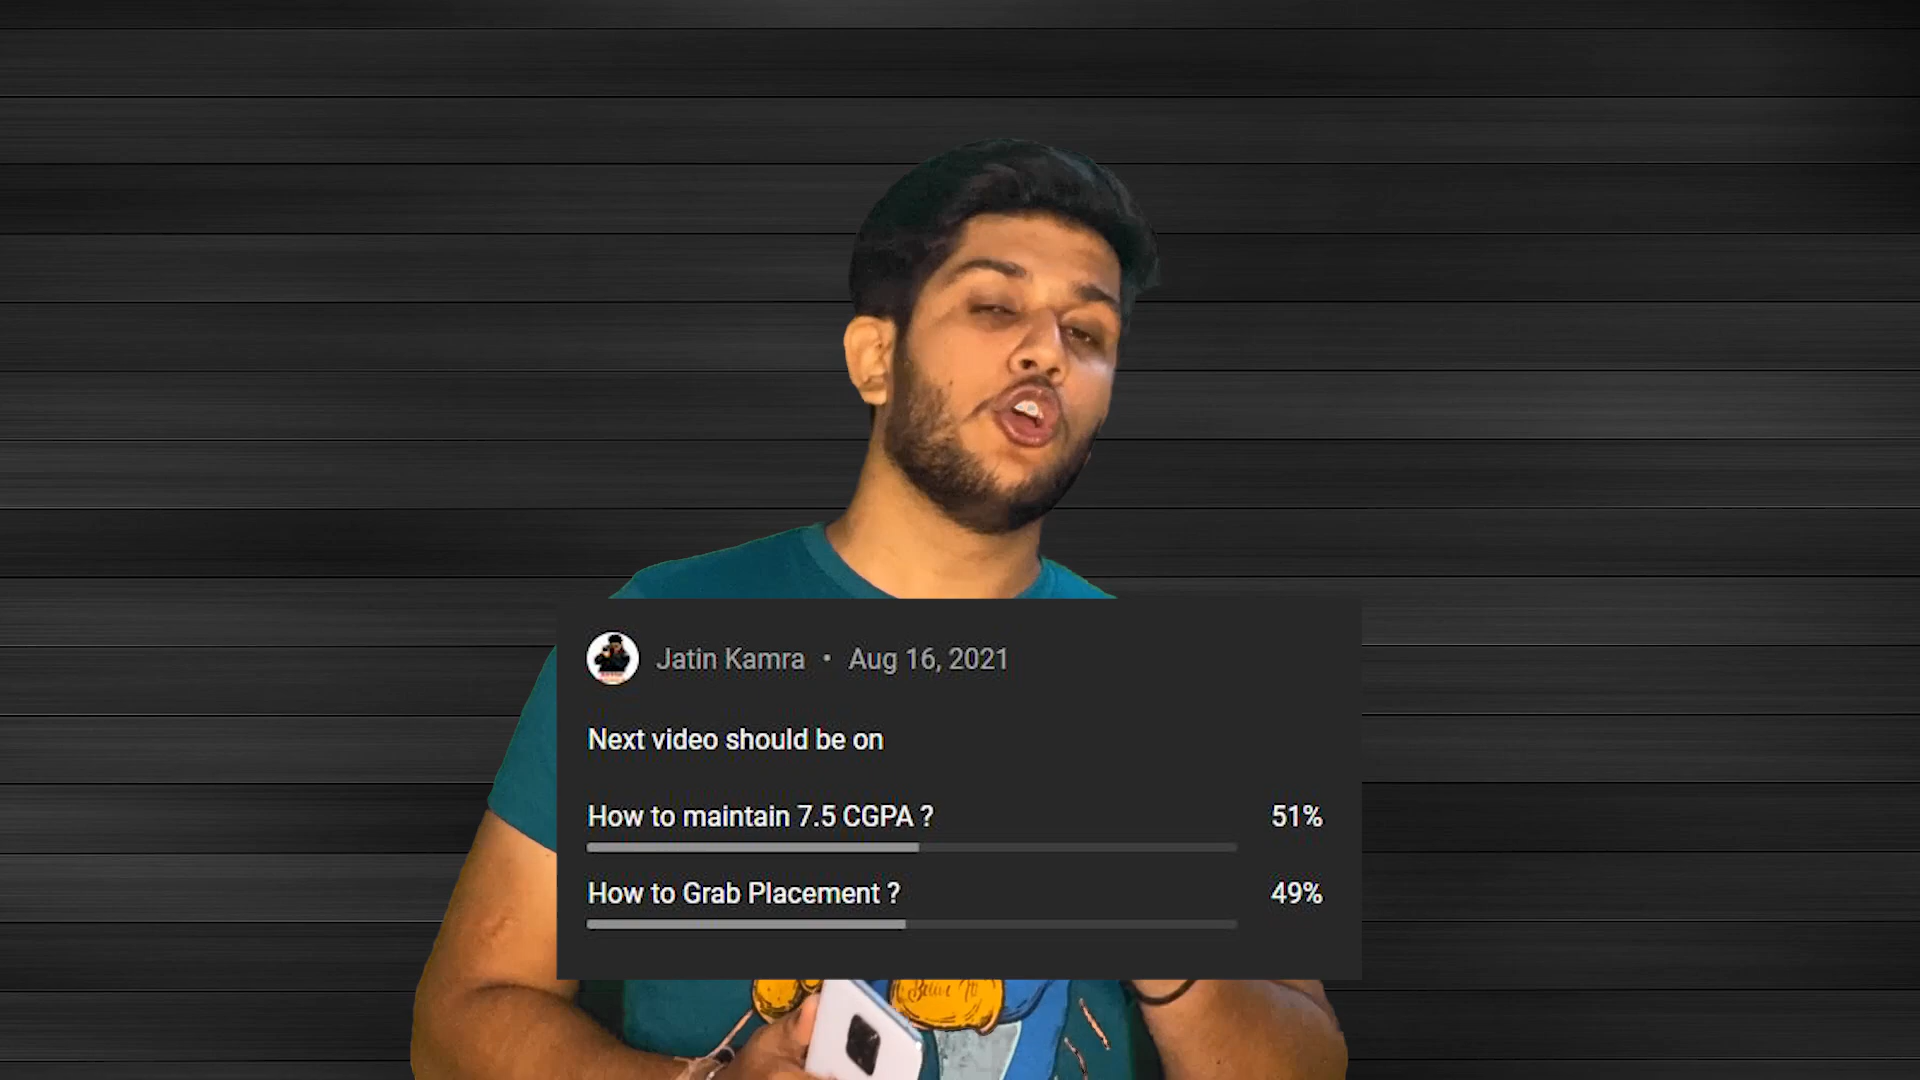 Jatin Kamra • Aug 16, 2021
Next video should be on
How to maintain 7.5 CGPA ?
51%
How to Grab Placement ?
49%